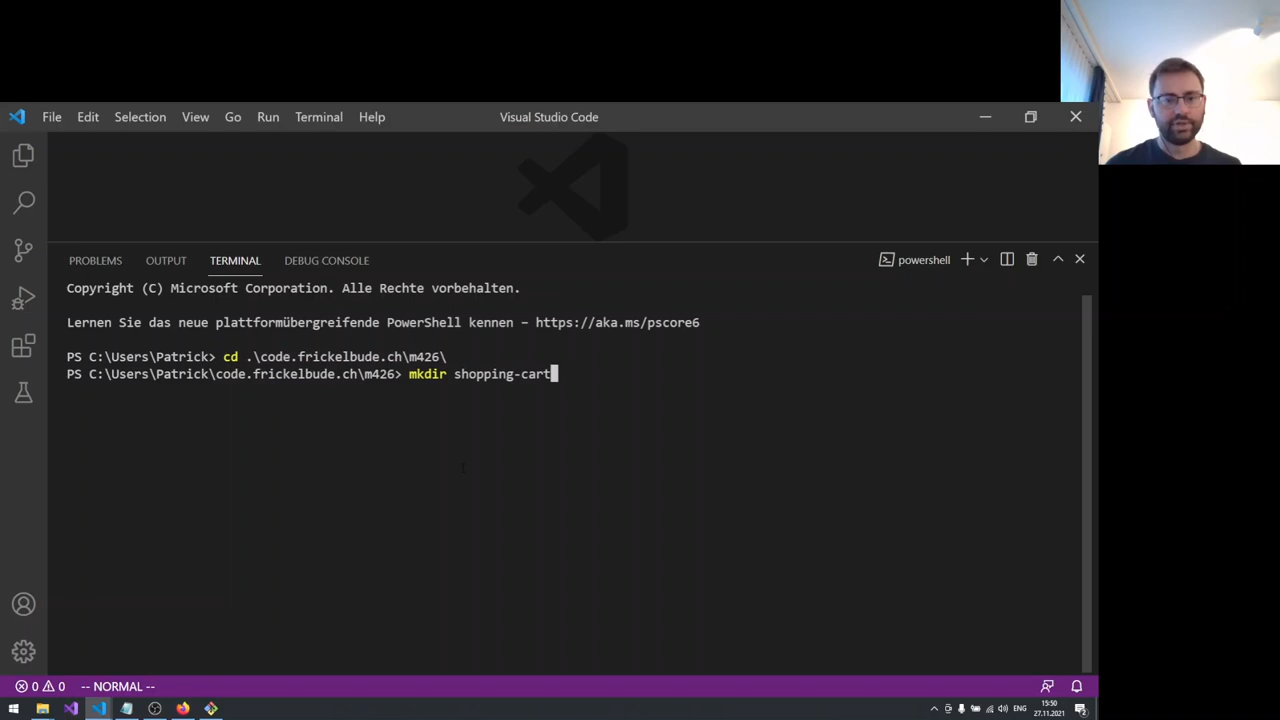 File Edit Selection View Go Run Terminal Help Visual Studio Code
PROBLEMS OUTPUT TERMINAL DEBUG CONSOLE powershell
Copyright (C) Microsoft Corporation. Alle Rechte vorbehalten.
Lernen Sie das neue plattformübergreifende PowerShell kennen – https://aka.ms/pscore6
PS C:\Users\Patrick> cd .\code.frickelbude.ch\m426\
PS C:\Users\Patrick\code.frickelbude.ch\m426> mkdir shopping-cart
0 0 -- NORMAL --
ENG 15:50
27.11.2021
2